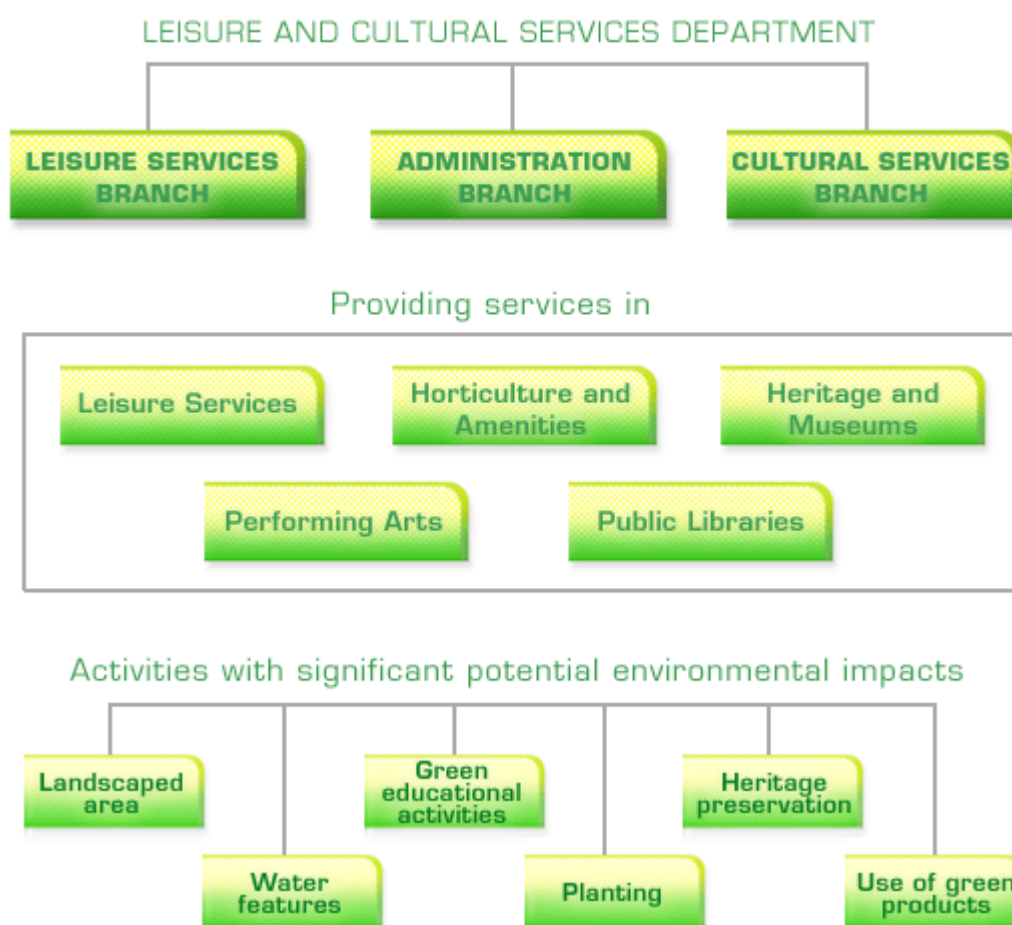 LEISURE AND CULTURAL SERVICES DEPARTMENT
LEISURE SERVICES
BRANCH
ADMINISTRATION
BRANCH
CULTURAL SERVICES
BRANCH
Providing services in
Leisure Services
Horticulture and
Amenities
Heritage and
Museums
Performing Arts
Public Libraries
Activities with significant potential environmental impacts
Landscaped
area
Green
educational
activities
Heritage
preservation
Water
features
Planting
Use of green
products